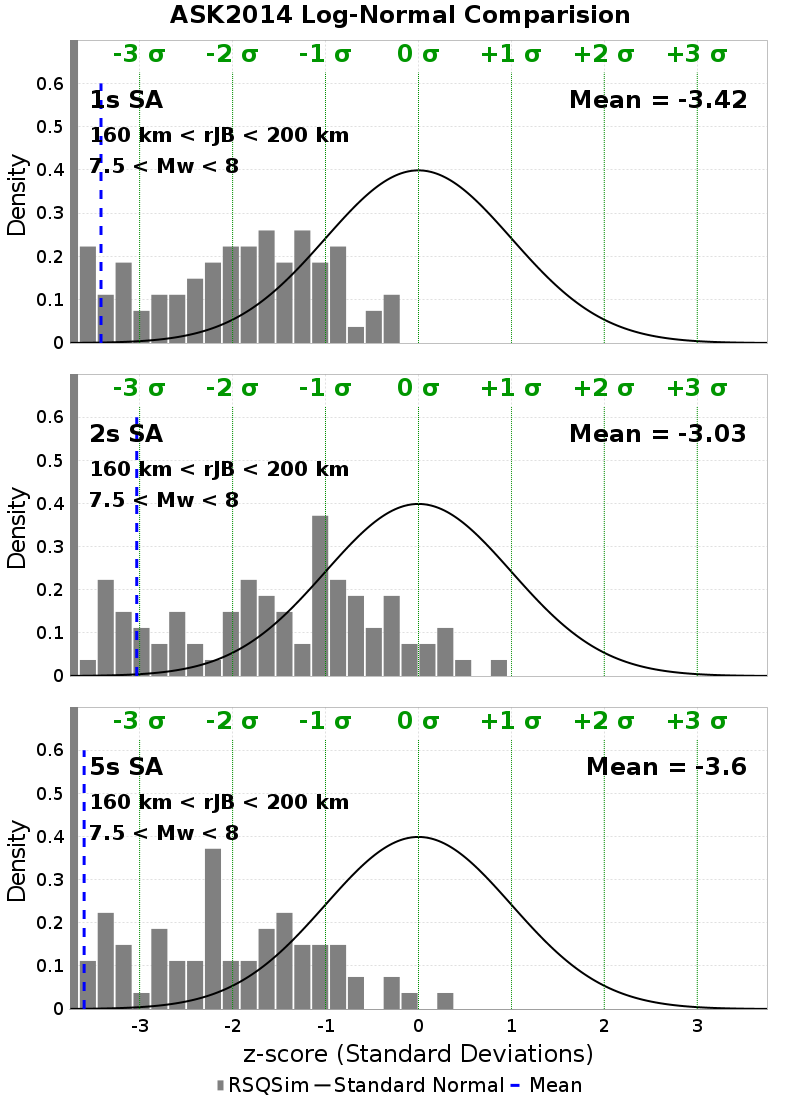 ASK2014 Log-Normal Comparision
-3 σ -2 σ -1 σ 0 σ +1 σ +2 σ +3 σ
0.6
1s SA Mean = -3.42
0.5
160 km < rJB < 200 km
7.5 < Mw < 8
0.4
0.3
0.2
0.1
0
Density
-3 σ -2 σ -1 σ 0 σ +1 σ +2 σ +3 σ
0.6
2s SA Mean = -3.03
0.5
160 km < rJB < 200 km
7.5 < Mw < 8
0.4
0.3
0.2
0.1
0
Density
-3 σ -2 σ -1 σ 0 σ +1 σ +2 σ +3 σ
0.6
5s SA Mean = -3.6
0.5
160 km < rJB < 200 km
7.5 < Mw < 8
0.4
0.3
0.2
0.1
0
Density
-3 -2 -1 0 1 2 3
z-score (Standard Deviations)
RSQSim Standard Normal Mean